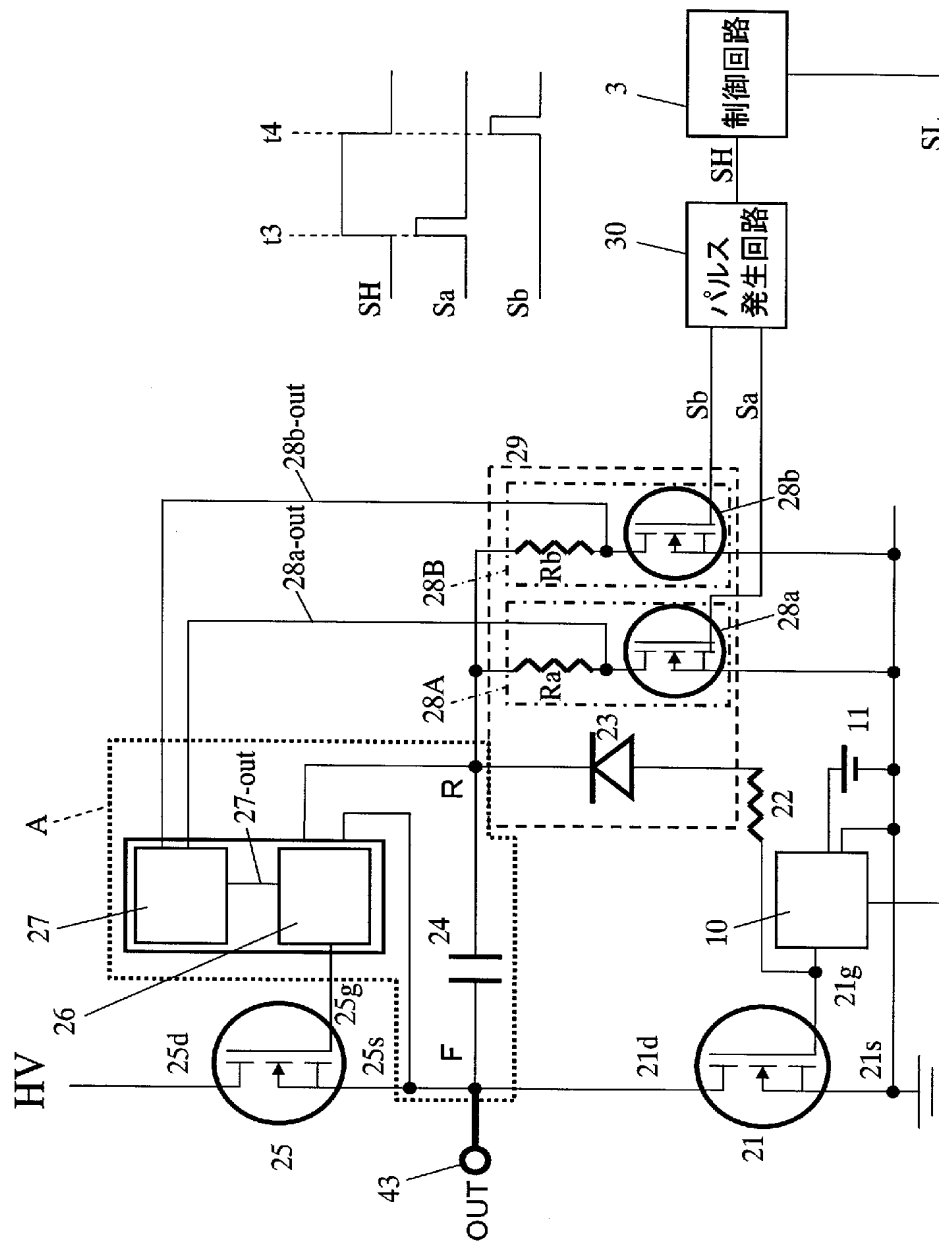 HV
A
27
26
27-out
28a-out
28b-out
25d
25g
25s
25
24
F
R
43
OUT
21d
21g
21s
21
10
11
22
23
28A
28B
29
Ra
Rb
28a
28b
Sb
Sa
30
パルス
発生回路
SH
3
制御回路
SL
t3
t4
SH
Sa
Sb